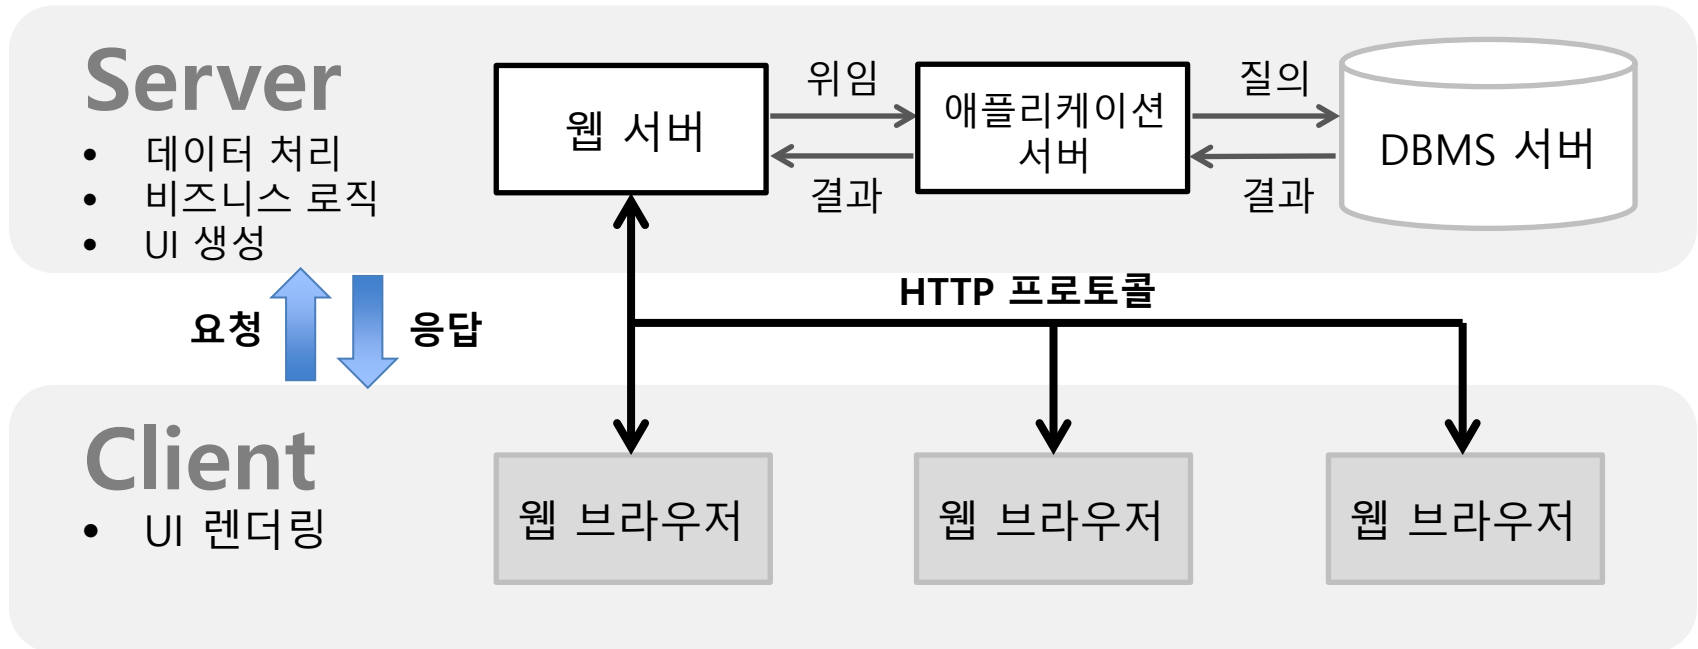 Server
• 데이터 처리
• 비즈니스 로직
• UI 생성
웹 서버
위임
결과
애플리케이션
서버
질의
결과
DBMS 서버
요청
응답
HTTP 프로토콜
Client
• UI 렌더링
웹 브라우저
웹 브라우저
웹 브라우저